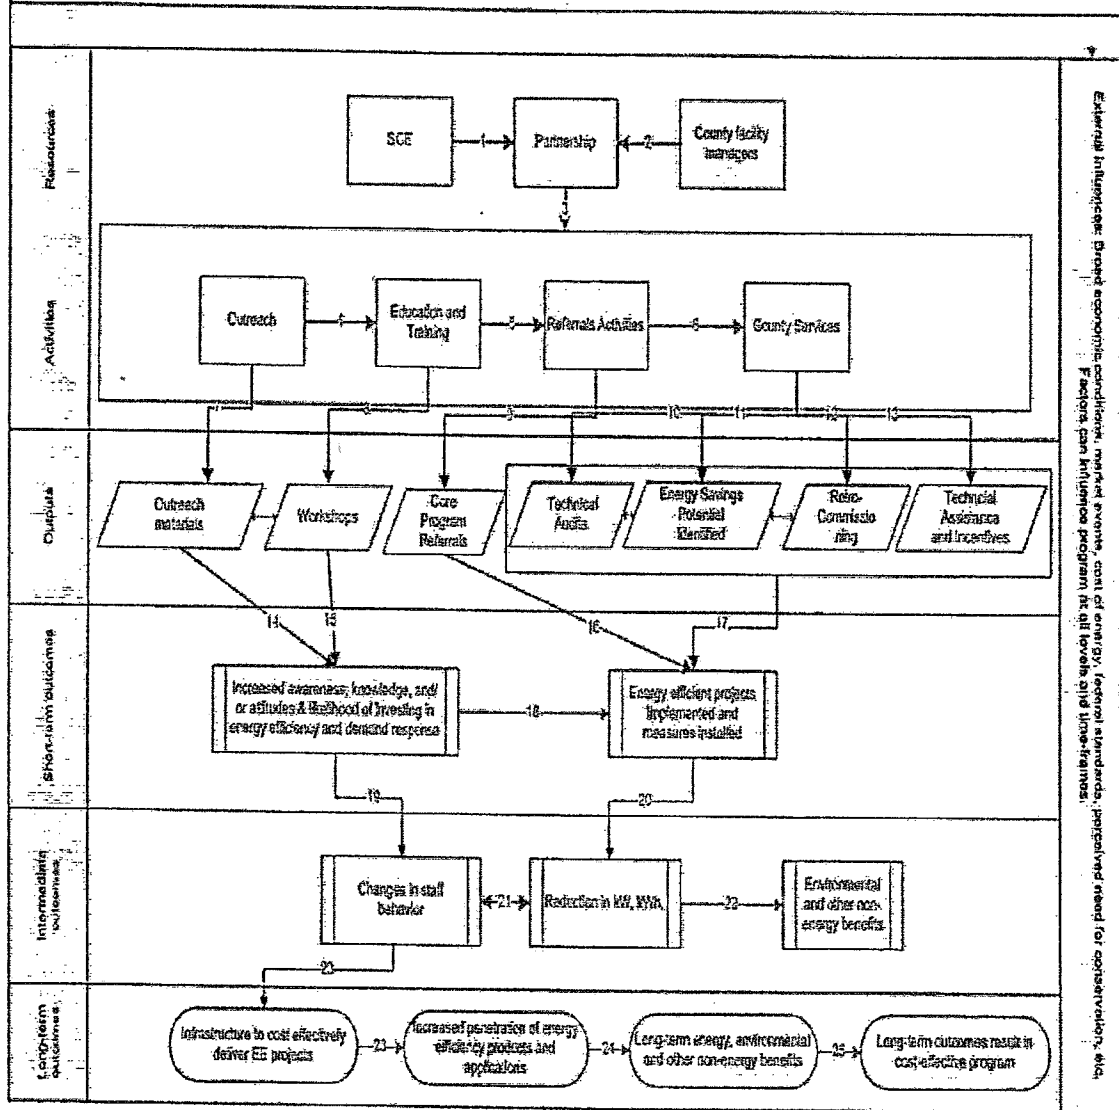 Resources
SCE
1
Partnership
2
County facility
managers
3
Activities
Outreach
4
Education and
Training
5
Referrals Activities
6
County Services
7
8
9
10
11
12
13
Outputs
Outreach
materials
Workshops
Core
Program
Referrals
Technical
Audits
Energy Savings
Potential
Identified
Retro-
Commissio
ning
Technical
Assistance
and Incentives
14
15
16
17
Short-term outcomes
Increased awareness, knowledge, and/
or attitudes & likelihood of investing in
energy efficiency and demand response
18
Energy efficient projects
implemented and
measures installed
19
20
Intermediate
outcomes
Changes in staff
behavior
21
Reduction in kW, kWh,
22
Environmental
and other non-
energy benefits
Long-term
outcomes
Infrastructure to cost effectively
deliver EE projects
23
Increased penetration of energy
efficiency products and
applications
24
Long-term energy, environmental
and other non-energy benefits
25
Long-term outcomes result in
cost-effective program
External Influences: Broad economic conditions, market events, cost of energy, federal standards, perceived need for conservation, etc.
Factors can influence program at all levels and time-frames.